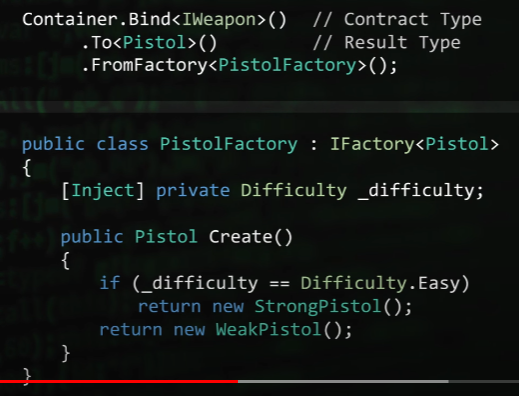 Container.Bind<IWeapon>()  // Contract Type
.To<Pistol>()  // Result Type
.FromFactory<PistolFactory>();
public class PistolFactory : IFactory<Pistol>
{
[Inject] private Difficulty _difficulty;
public Pistol Create()
{
if (_difficulty == Difficulty.Easy)
return new StrongPistol();
return new WeakPistol();
}
}